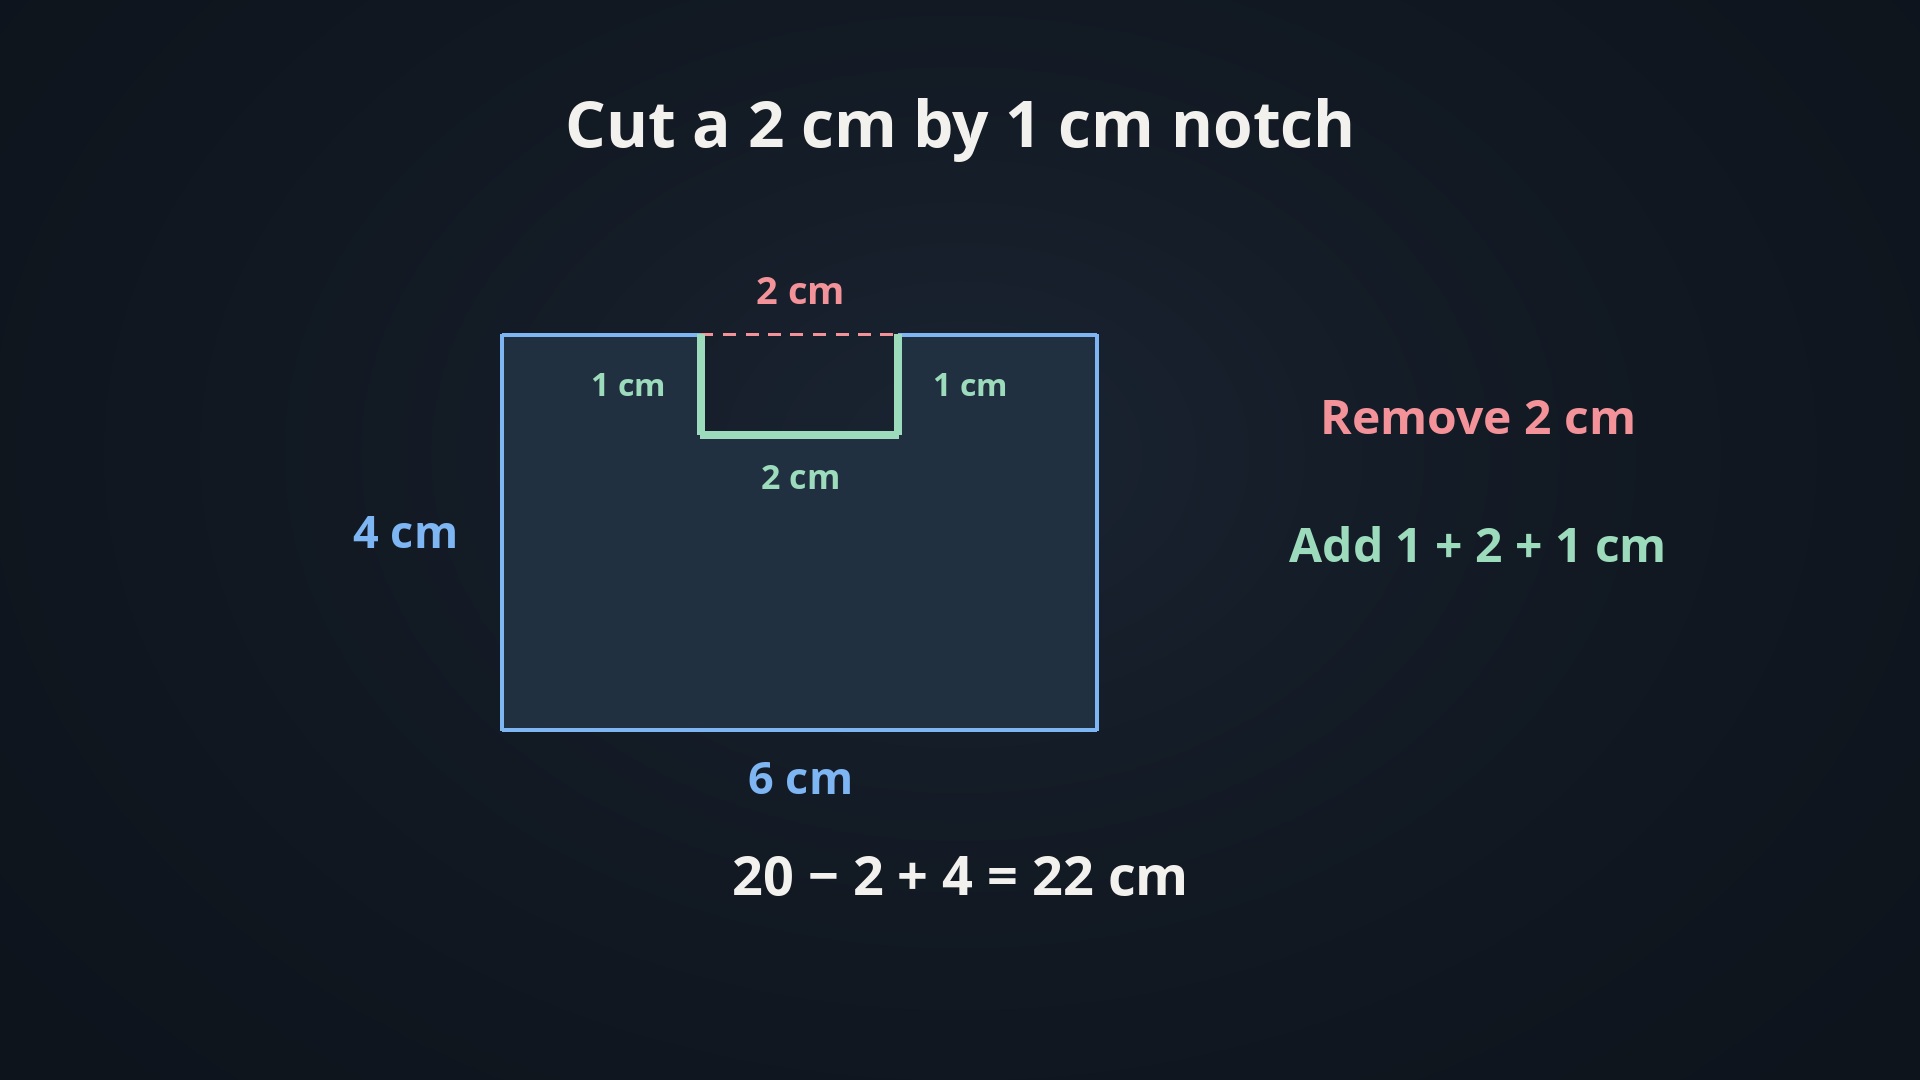 Cut a 2 cm by 1 cm notch
2 cm
1 cm
1 cm
2 cm
4 cm
6 cm
Remove 2 cm
Add 1 + 2 + 1 cm
20 − 2 + 4 = 22 cm